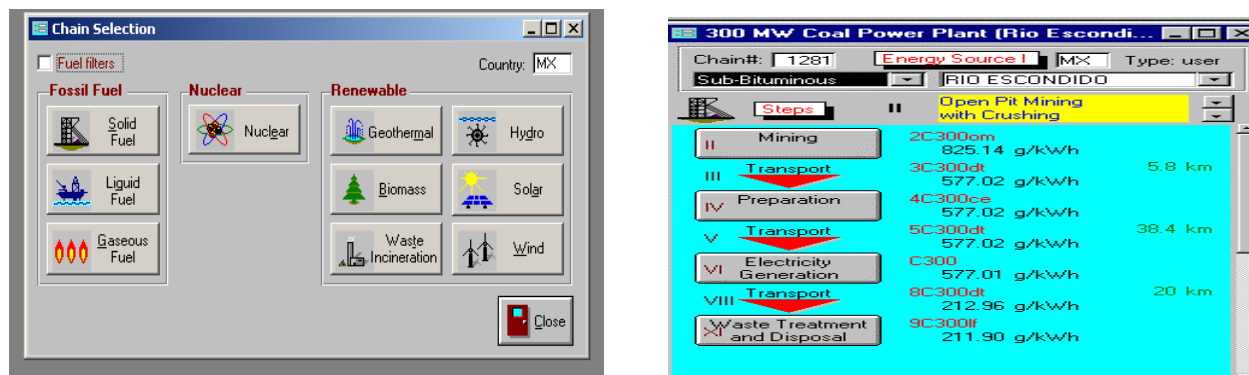 Chain Selection
Fuel filters
Country: MX
Fossil Fuel
Nuclear
Renewable
Solid
Fuel
Nuclear
Geothermal
Hydro
Liguid
Fuel
Biomass
Solar
Gaseous
Fuel
Waste
Incineration
Wind
Close
300 MW Coal Power Plant (Rio Escondi...
Chain#: 1281 Energy Source I MX Type: user
Sub-Bituminous RIO ESCONDIDO
Steps II Open Pit Mining
with Crushing
II Mining 2C300om
825.14 g/kWh
III Transport 3C300dt 5.8 km
577.02 g/kWh
IV Preparation 4C300ce
577.02 g/kWh
V Transport 5C300dt 38.4 km
577.02 g/kWh
VI Electricity C300
Generation 577.01 g/kWh
VIII Transport 8C300dt 20 km
212.96 g/kWh
XI Waste Treatment 9C300lf
and Disposal 211.90 g/kWh